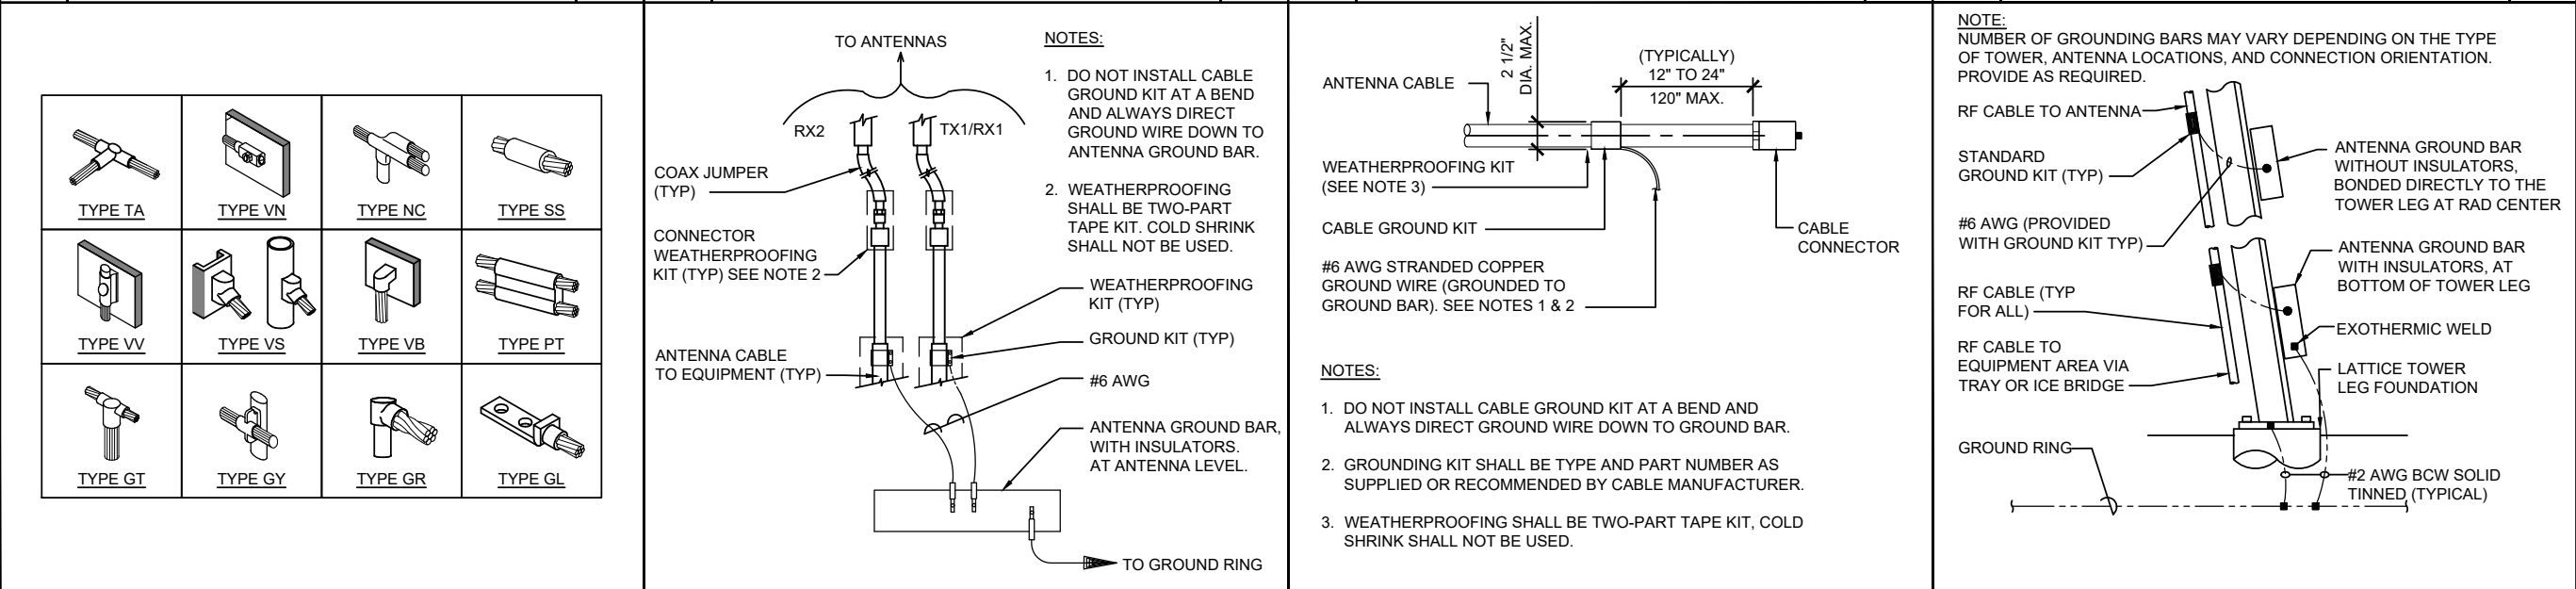 TYPE TA
TYPE VN
TYPE NC
TYPE SS
TYPE VV
TYPE VS
TYPE VB
TYPE PT
TYPE GT
TYPE GY
TYPE GR
TYPE GL
TO ANTENNAS
RX2
TX1/RX1
COAX JUMPER
(TYP)
CONNECTOR
WEATHERPROOFING
KIT (TYP) SEE NOTE 2
ANTENNA CABLE
TO EQUIPMENT (TYP)
NOTES:
1. DO NOT INSTALL CABLE
GROUND KIT AT A BEND
AND ALWAYS DIRECT
GROUND WIRE DOWN TO
ANTENNA GROUND BAR.
2. WEATHERPROOFING
SHALL BE TWO-PART
TAPE KIT. COLD SHRINK
SHALL NOT BE USED.
WEATHERPROOFING
KIT (TYP)
GROUND KIT (TYP)
#6 AWG
ANTENNA GROUND BAR,
WITH INSULATORS.
AT ANTENNA LEVEL.
TO GROUND RING
2 1/2"
DIA. MAX.
(TYPICALLY)
12" TO 24"
120" MAX.
ANTENNA CABLE
WEATHERPROOFING KIT
(SEE NOTE 3)
CABLE GROUND KIT
CABLE
CONNECTOR
#6 AWG STRANDED COPPER
GROUND WIRE (GROUNDED TO
GROUND BAR). SEE NOTES 1 & 2
NOTES:
1. DO NOT INSTALL CABLE GROUND KIT AT A BEND AND
ALWAYS DIRECT GROUND WIRE DOWN TO GROUND BAR.
2. GROUNDING KIT SHALL BE TYPE AND PART NUMBER AS
SUPPLIED OR RECOMMENDED BY CABLE MANUFACTURER.
3. WEATHERPROOFING SHALL BE TWO-PART TAPE KIT, COLD
SHRINK SHALL NOT BE USED.
NOTE:
NUMBER OF GROUNDING BARS MAY VARY DEPENDING ON THE TYPE
OF TOWER, ANTENNA LOCATIONS, AND CONNECTION ORIENTATION.
PROVIDE AS REQUIRED.
RF CABLE TO ANTENNA
STANDARD
GROUND KIT (TYP)
#6 AWG (PROVIDED
WITH GROUND KIT TYP)
RF CABLE (TYP
FOR ALL)
RF CABLE TO
EQUIPMENT AREA VIA
TRAY OR ICE BRIDGE
GROUND RING
ANTENNA GROUND BAR
WITHOUT INSULATORS,
BONDED DIRECTLY TO THE
TOWER LEG AT RAD CENTER
ANTENNA GROUND BAR
WITH INSULATORS, AT
BOTTOM OF TOWER LEG
EXOTHERMIC WELD
LATTICE TOWER
LEG FOUNDATION
#2 AWG BCW SOLID
TINNED (TYPICAL)